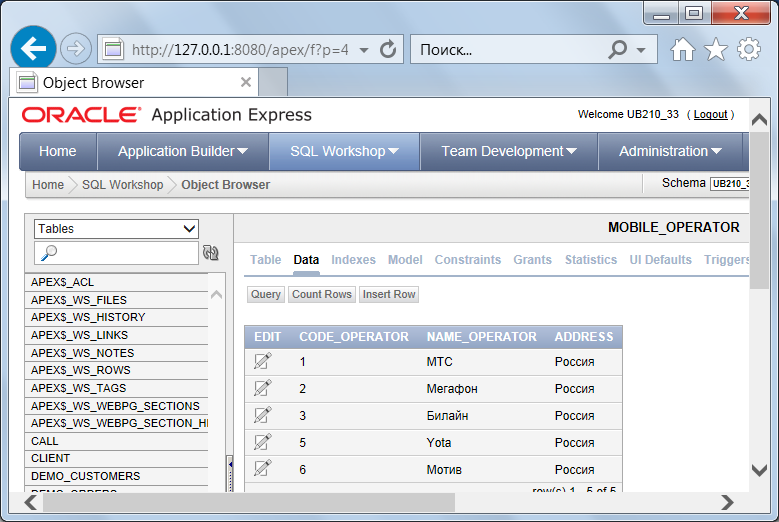 http://127.0.0.1:8080/apex/f?p=4
Поиск...
Object Browser
ORACLE Application Express
Welcome UB210_33 ( Logout )
Home Application Builder SQL Workshop Team Development Administration
Home SQL Workshop Object Browser
Schema UB210_3
Tables
MOBILE_OPERATOR
Table Data Indexes Model Constraints Grants Statistics UI Defaults Triggers
Query Count Rows Insert Row
APEX$_ACL
APEX$_WS_FILES
APEX$_WS_HISTORY
APEX$_WS_LINKS
APEX$_WS_NOTES
APEX$_WS_ROWS
APEX$_WS_TAGS
APEX$_WS_WEBPG_SECTIONS
APEX$_WS_WEBPG_SECTION_HI
CALL
CLIENT
DEMO_CUSTOMERS
DEMO_ORDERS
EDIT CODE_OPERATOR NAME_OPERATOR ADDRESS
1 МТС Россия
2 Мегафон Россия
3 Билайн Россия
5 Yota Россия
6 Мотив Россия
row(s) 1 - 5 of 5